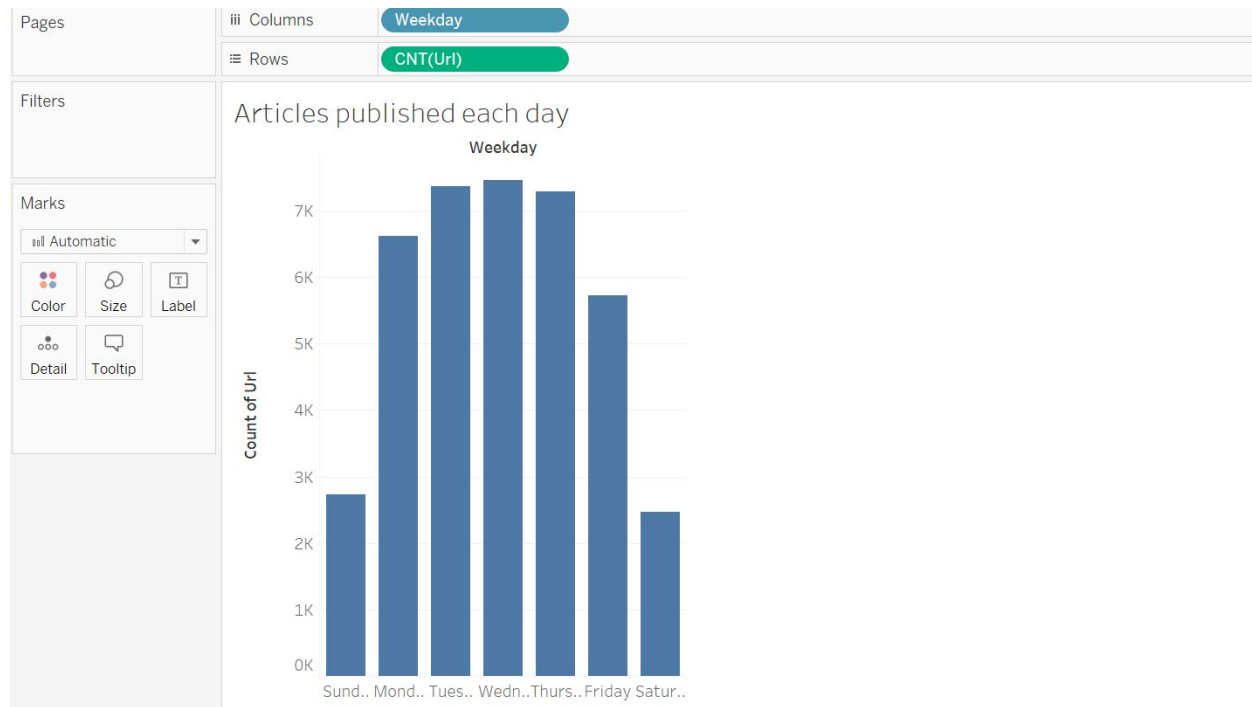 Pages
Columns
Weekday
Rows
CNT(Url)
Filters
Marks
Automatic
Color
Size
Label
Detail
Tooltip
Articles published each day
Weekday
Count of Url
7K
6K
5K
4K
3K
2K
1K
0K
Sund.. Mond.. Tues.. Wedn.. Thurs.. Friday Satur..